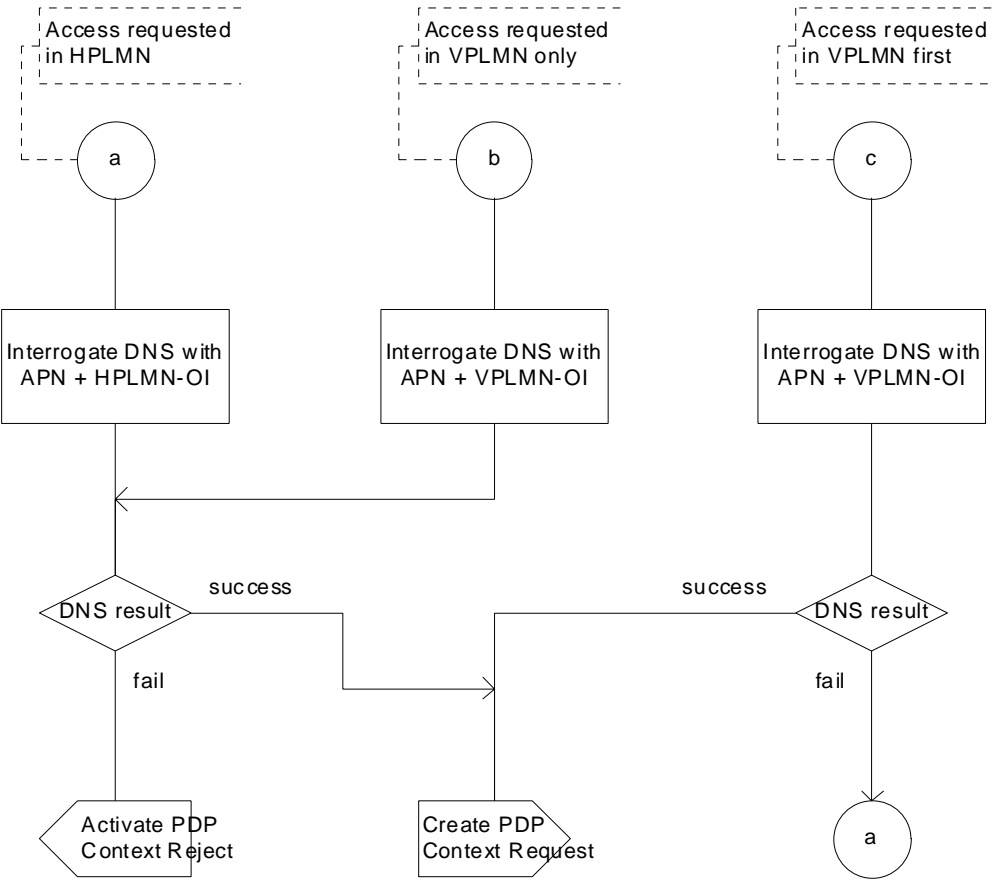 Access requested
in HPLMN
Access requested
in VPLMN only
Access requested
in VPLMN first
a
b
c
Interrogate DNS with
APN + HPLMN-OI
Interrogate DNS with
APN + VPLMN-OI
Interrogate DNS with
APN + VPLMN-OI
success
success
DNS result
DNS result
fail
fail
Activate PDP
Context Reject
Create PDP
Context Request
a